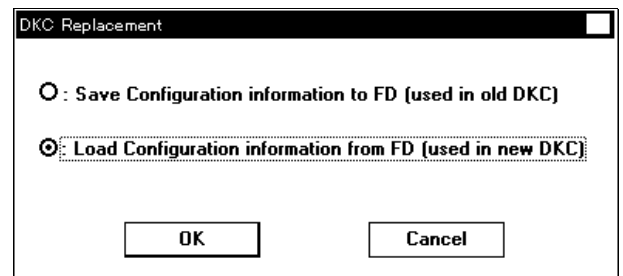 DKC Replacement
: Save Configuration information to FD (used in old DKC)
: Load Configuration information from FD (used in new DKC)
OK Cancel